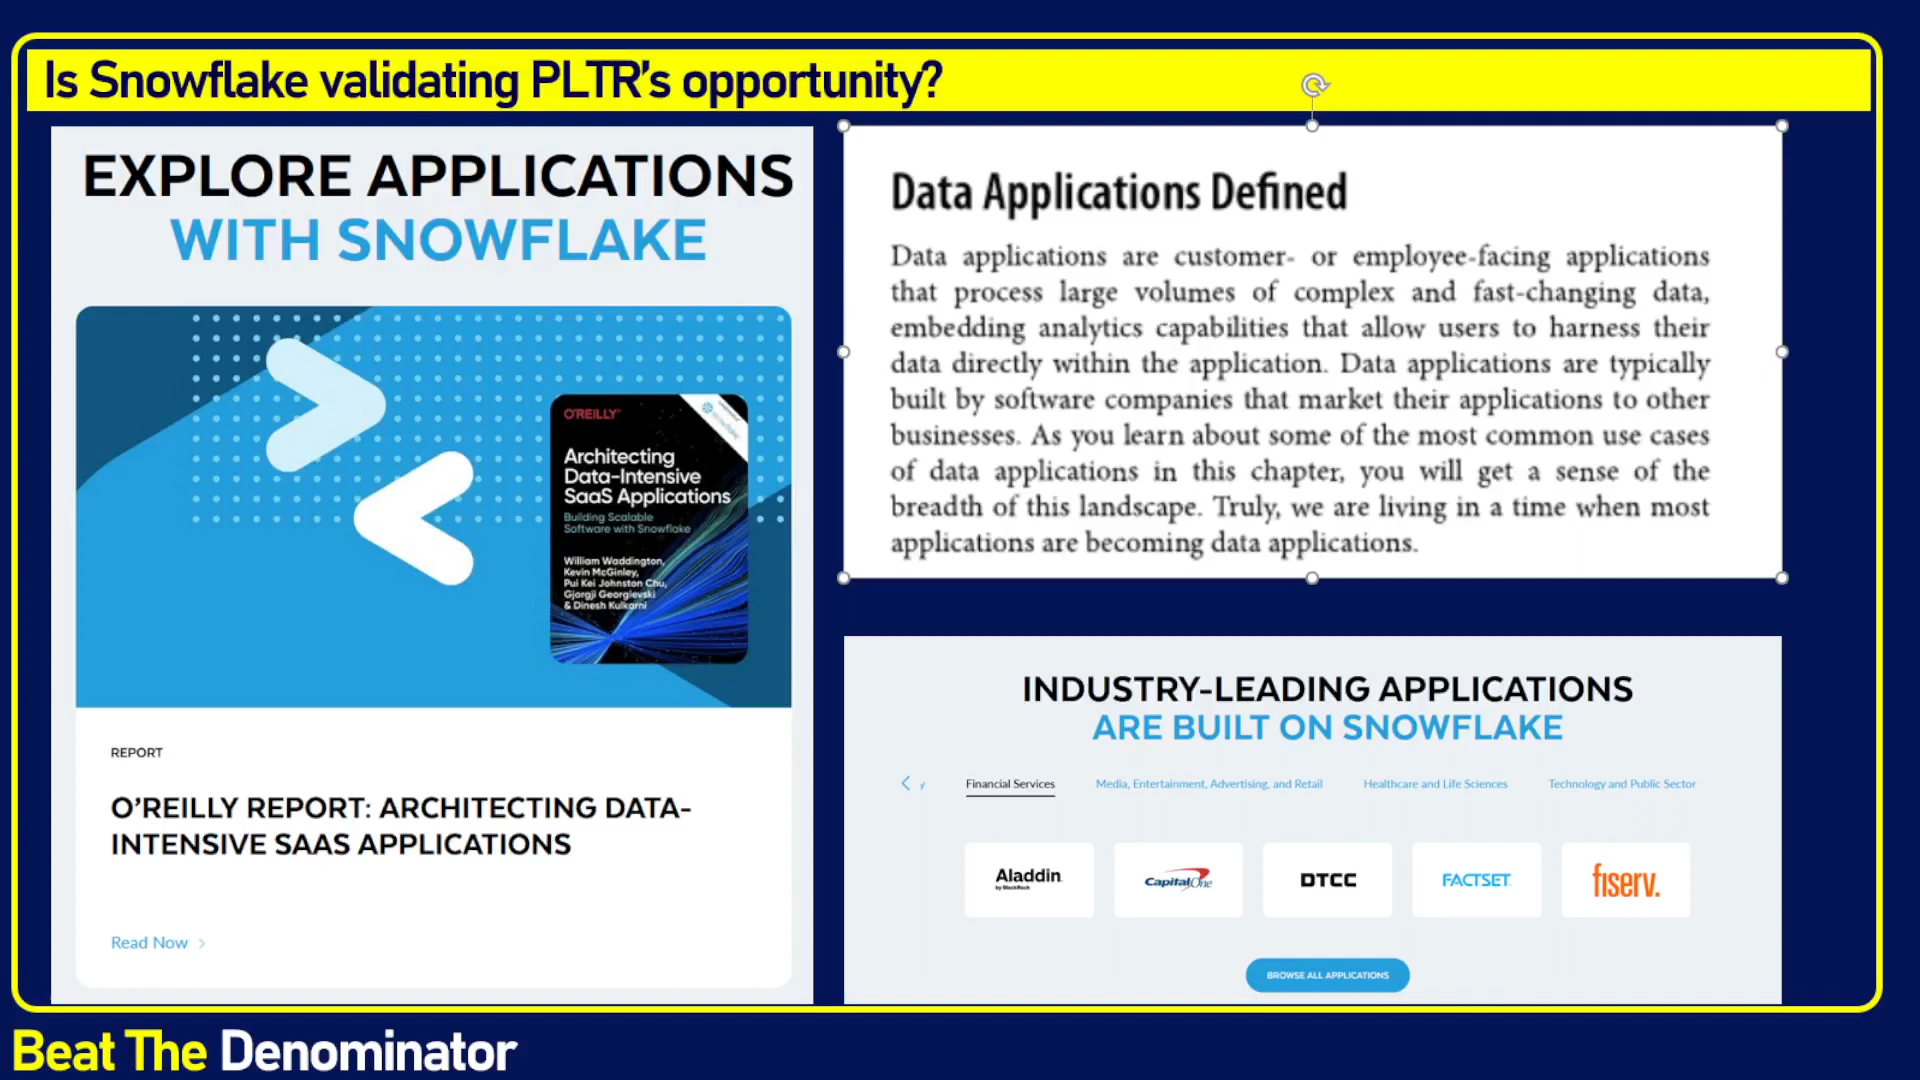 Is Snowflake validating PLTR's opportunity?
EXPLORE APPLICATIONS
WITH SNOWFLAKE
O'REILLY
Architecting
Data-Intensive
SaaS Applications
Building Scalable
Software with Snowflake
William Waddington,
Kevin McGinley,
Pui Kei Johnston Chu,
Gjorgji Georgievski
& Dinesh Kulkarni
REPORT
O'REILLY REPORT: ARCHITECTING DATA-
INTENSIVE SAAS APPLICATIONS
Read Now >
Data Applications Defined
Data applications are customer- or employee-facing applications
that process large volumes of complex and fast-changing data,
embedding analytics capabilities that allow users to harness their
data directly within the application. Data applications are typically
built by software companies that market their applications to other
businesses. As you learn about some of the most common use cases
of data applications in this chapter, you will get a sense of the
breadth of this landscape. Truly, we are living in a time when most
applications are becoming data applications.
INDUSTRY-LEADING APPLICATIONS
ARE BUILT ON SNOWFLAKE
y Financial Services Media, Entertainment, Advertising, and Retail Healthcare and Life Sciences Technology and Public Sector
Aladdin
by BlackRock
Capital One
DTCC
FACTSET
fiserv.
BROWSE ALL APPLICATIONS
Beat The Denominator